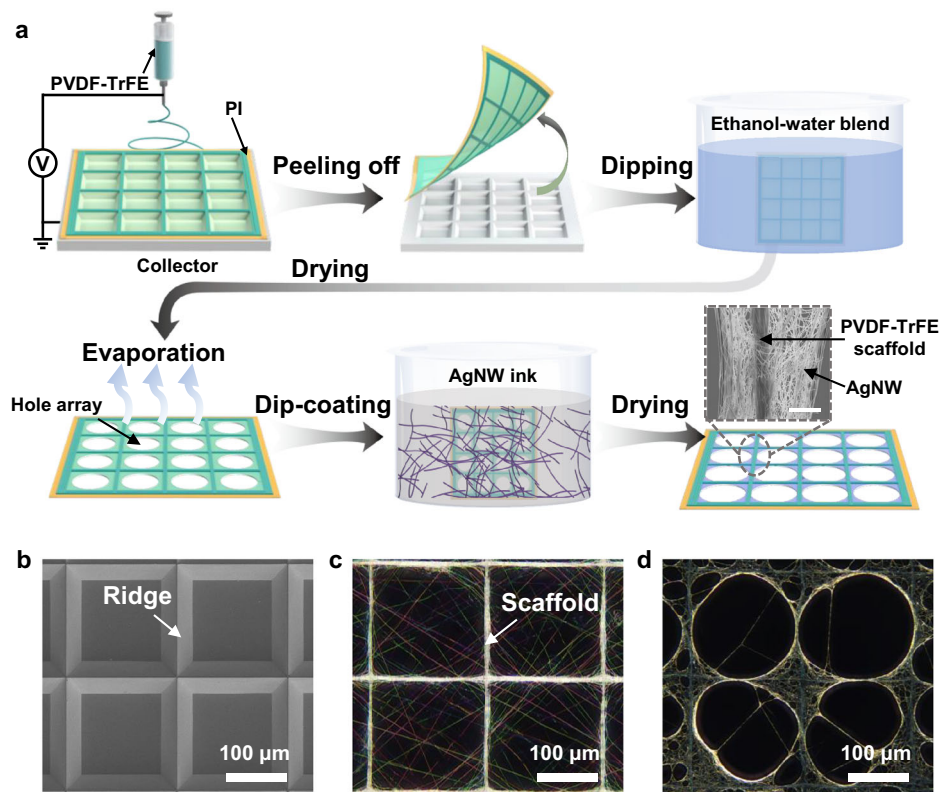 a
PVDF-TrFE
PI
V
Collector
Peeling off
Dipping
Ethanol-water blend
Drying
Evaporation
Hole array
Dip-coating
AgNW ink
Drying
PVDF-TrFE
scaffold
AgNW
b
Ridge
100 μm
c
Scaffold
100 μm
d
100 μm